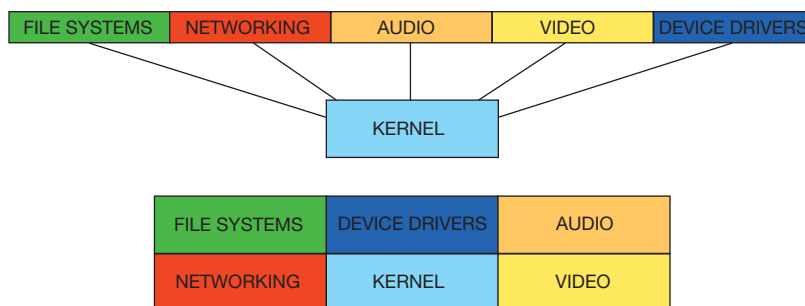 FILE SYSTEMS NETWORKING AUDIO VIDEO DEVICE DRIVERS
KERNEL
FILE SYSTEMS DEVICE DRIVERS AUDIO
NETWORKING KERNEL VIDEO